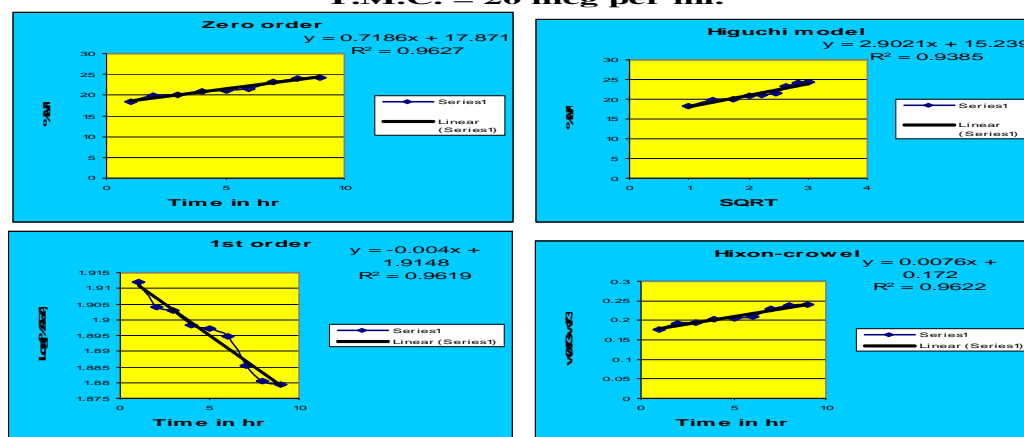 T.M.C. = 20 mcg per ml.
Zero order
y = 0.7186x + 17.871
R² = 0.9627
30
25
20
15
10
5
0
0 5 10
Time in hr
Series1
Linear
(Series1)
Higuchi model
y = 2.9021x + 15.239
R² = 0.9385
30
25
20
15
10
5
0
0 1 2 3 4
SQRT
Series1
Linear
(Series1)
1st order
y = -0.004x +
1.9148
R² = 0.9619
1.915
1.91
1.905
1.9
1.895
1.89
1.885
1.88
1.875
0 5 10
Time in hr
Series1
Linear (Series1)
Hixon-crowel
y = 0.0076x +
0.172
R² = 0.9622
0.3
0.25
0.2
0.15
0.1
0.05
0
0 5 10
Time in hr
Series1
Linear (Series1)